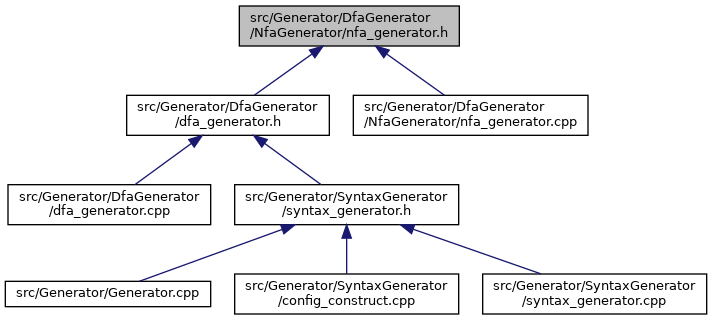 src/Generator/DfaGenerator
/NfaGenerator/nfa_generator.h
src/Generator/DfaGenerator
/dfa_generator.h
src/Generator/DfaGenerator
/NfaGenerator/nfa_generator.cpp
src/Generator/DfaGenerator
/dfa_generator.cpp
src/Generator/SyntaxGenerator
/syntax_generator.h
src/Generator/Generator.cpp
src/Generator/SyntaxGenerator
/config_construct.cpp
src/Generator/SyntaxGenerator
/syntax_generator.cpp